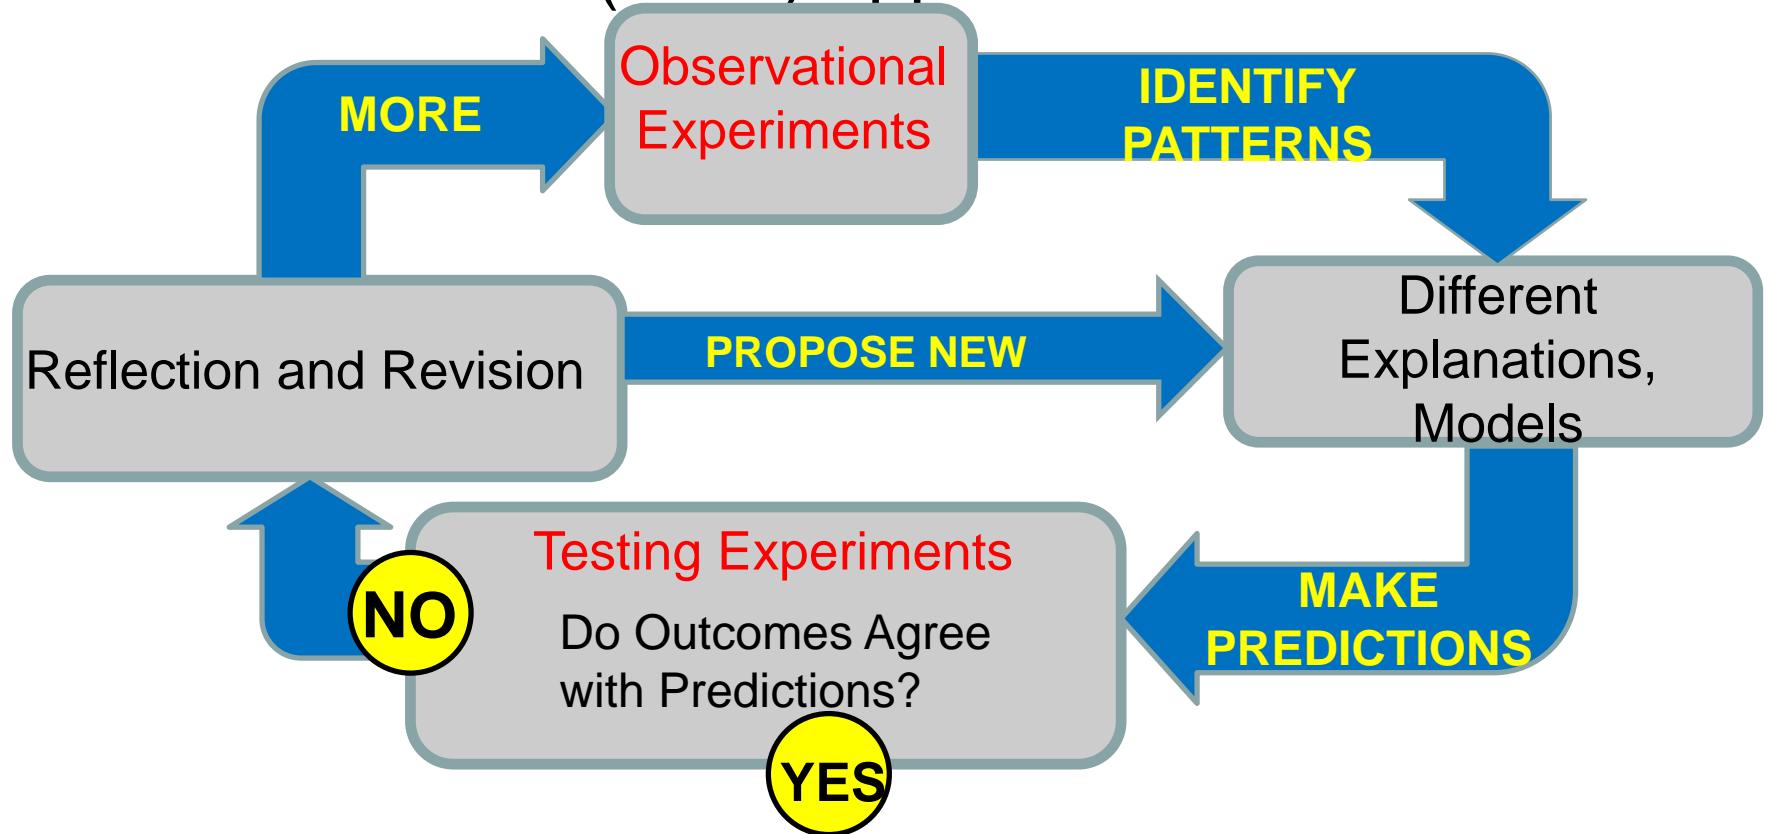 Observational
Experiments
MORE
IDENTIFY
PATTERNS
Reflection and Revision
PROPOSE NEW
Different
Explanations,
Models
Testing Experiments
Do Outcomes Agree
with Predictions?
NO
YES
MAKE
PREDICTIONS